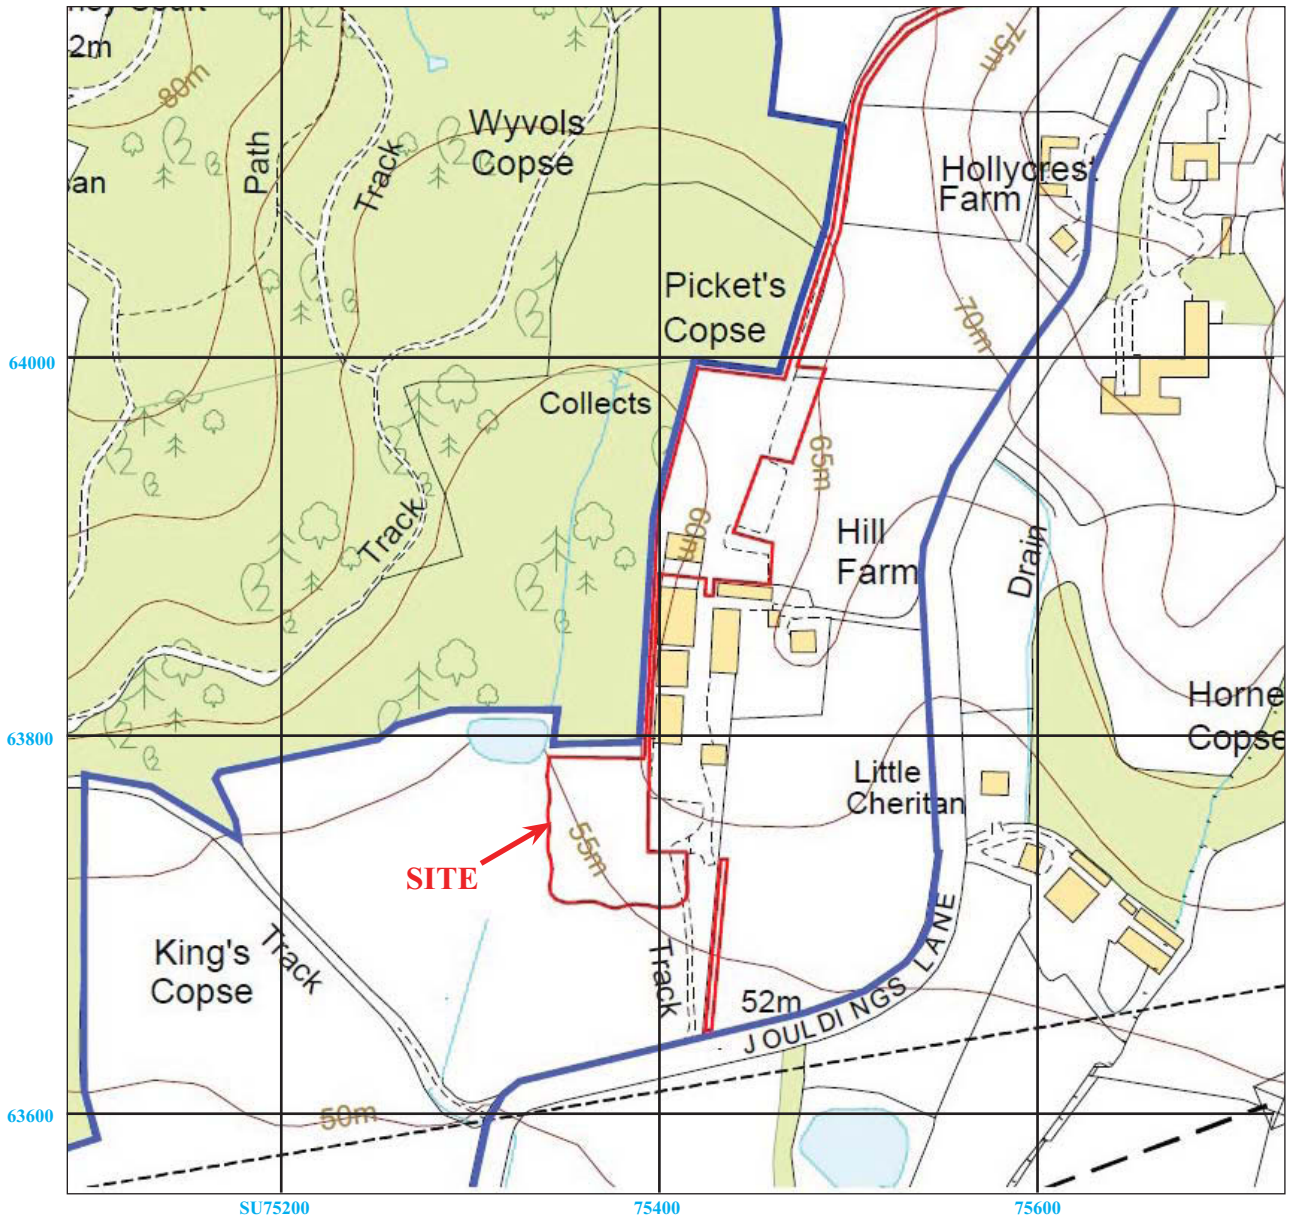 2m
80m
Path
Track
Wyvols
Copse
75m
Hollycrest
Farm
Picket's
Copse
70m
64000
Collects
65m
60m
Track
Hill
Farm
Drain
Horne
Copse
63800
Little
Cheritan
55m
SITE
King's
Copse
Track
Track
52m
JOULDINGS LANE
63600
50m
SU75200
75400
75600